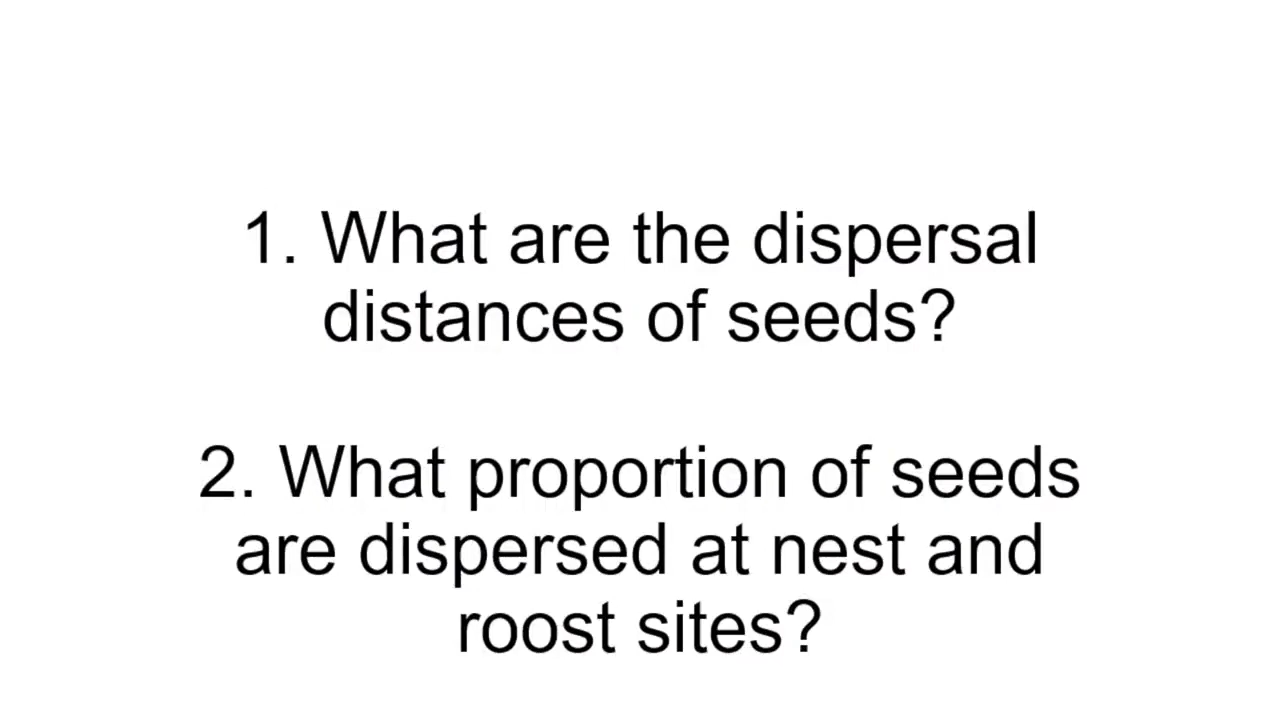 1. What are the dispersal
distances of seeds?
2. What proportion of seeds
are dispersed at nest and
roost sites?